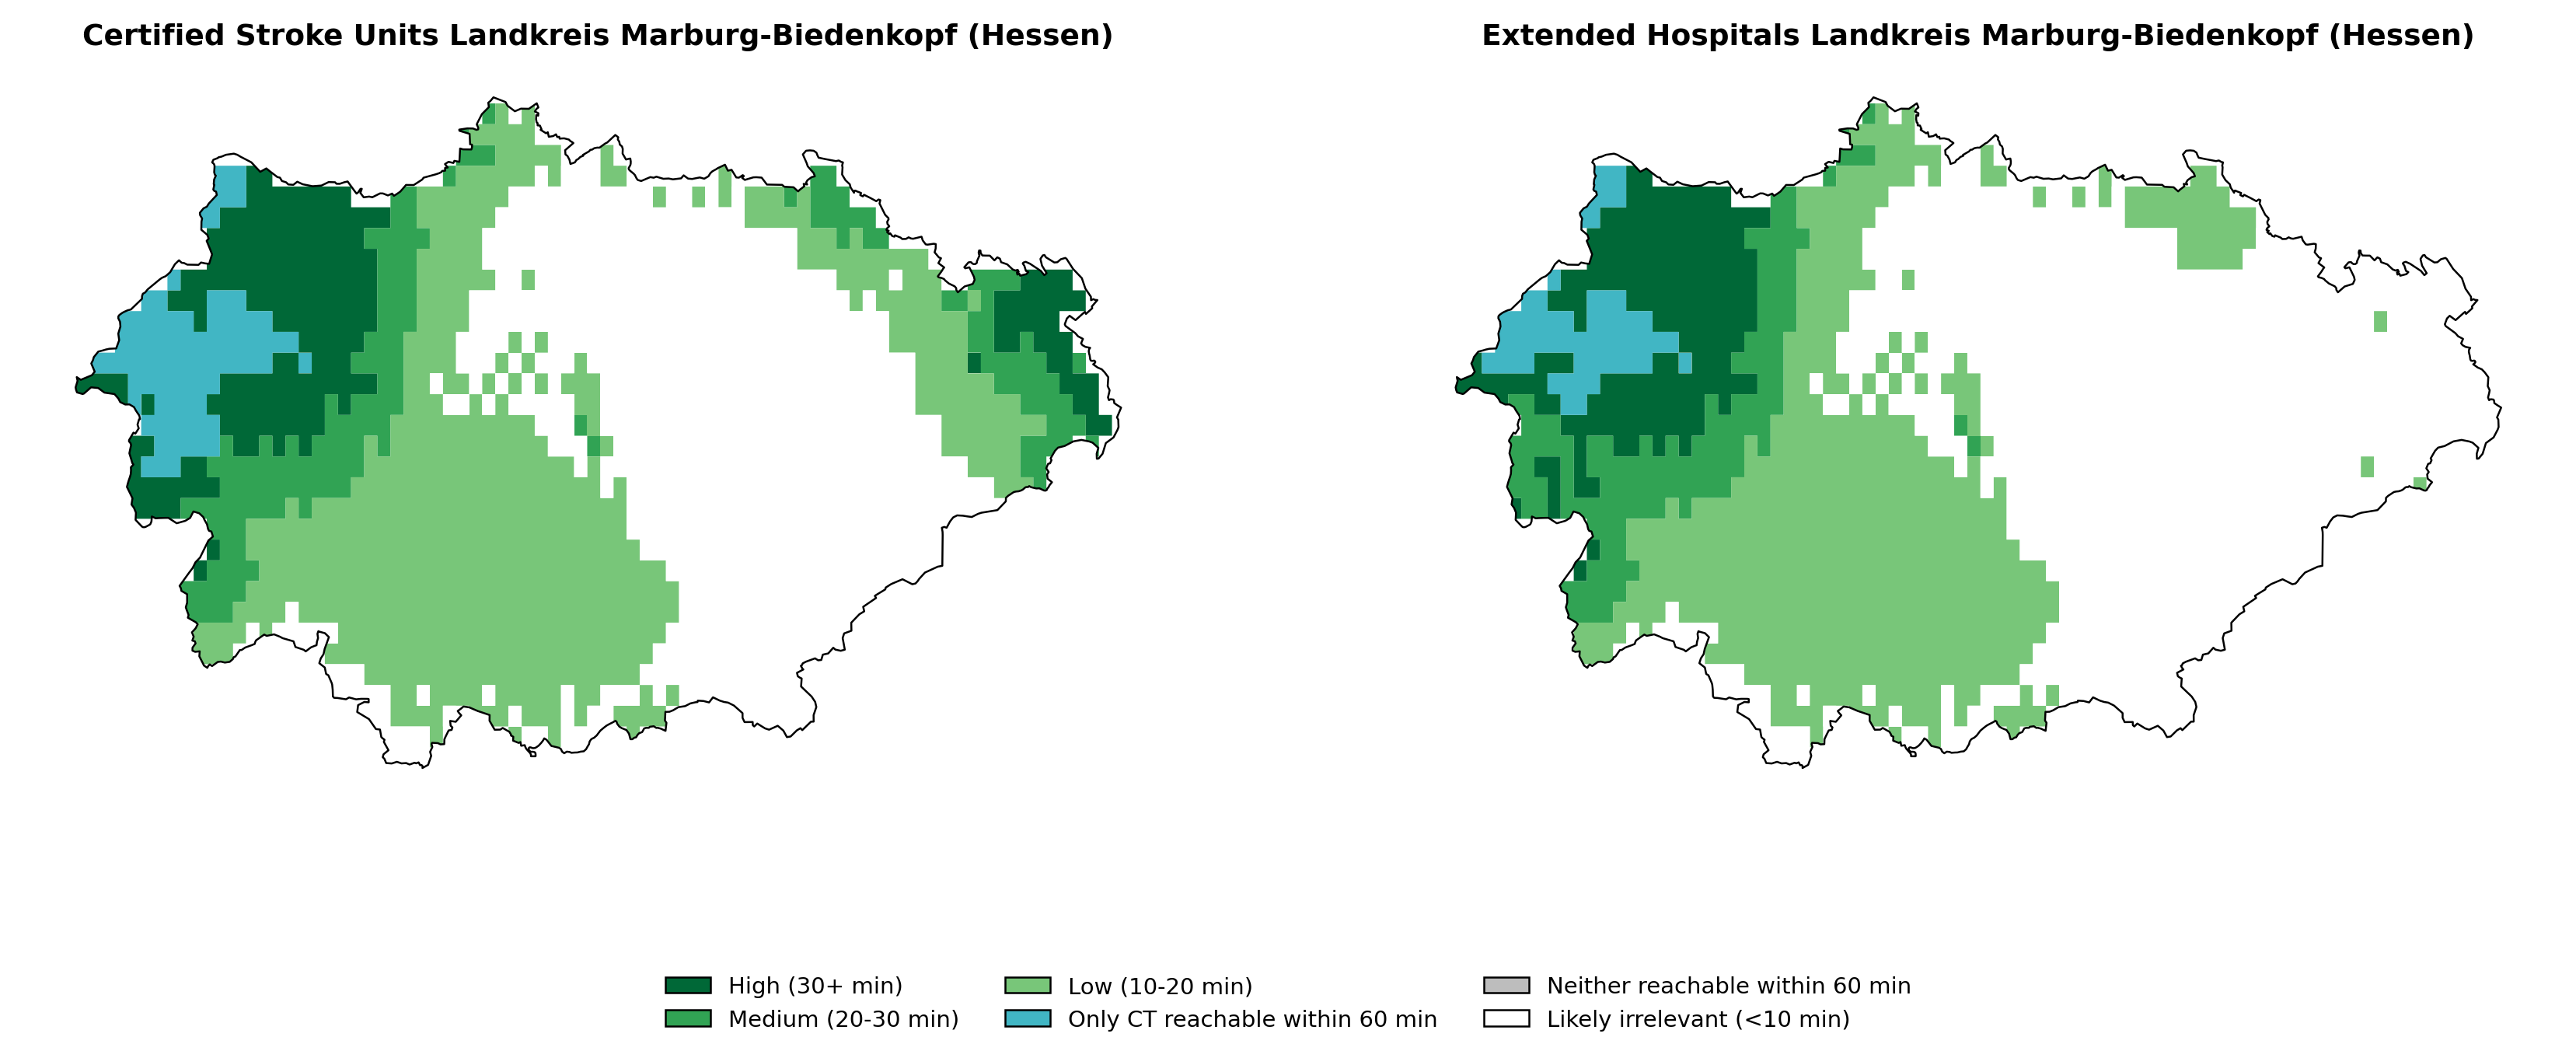 Certified Stroke Units Landkreis Marburg-Biedenkopf (Hessen)
Extended Hospitals Landkreis Marburg-Biedenkopf (Hessen)
High (30+ min)
Medium (20-30 min)
Low (10-20 min)
Only CT reachable within 60 min
Neither reachable within 60 min
Likely irrelevant (<10 min)